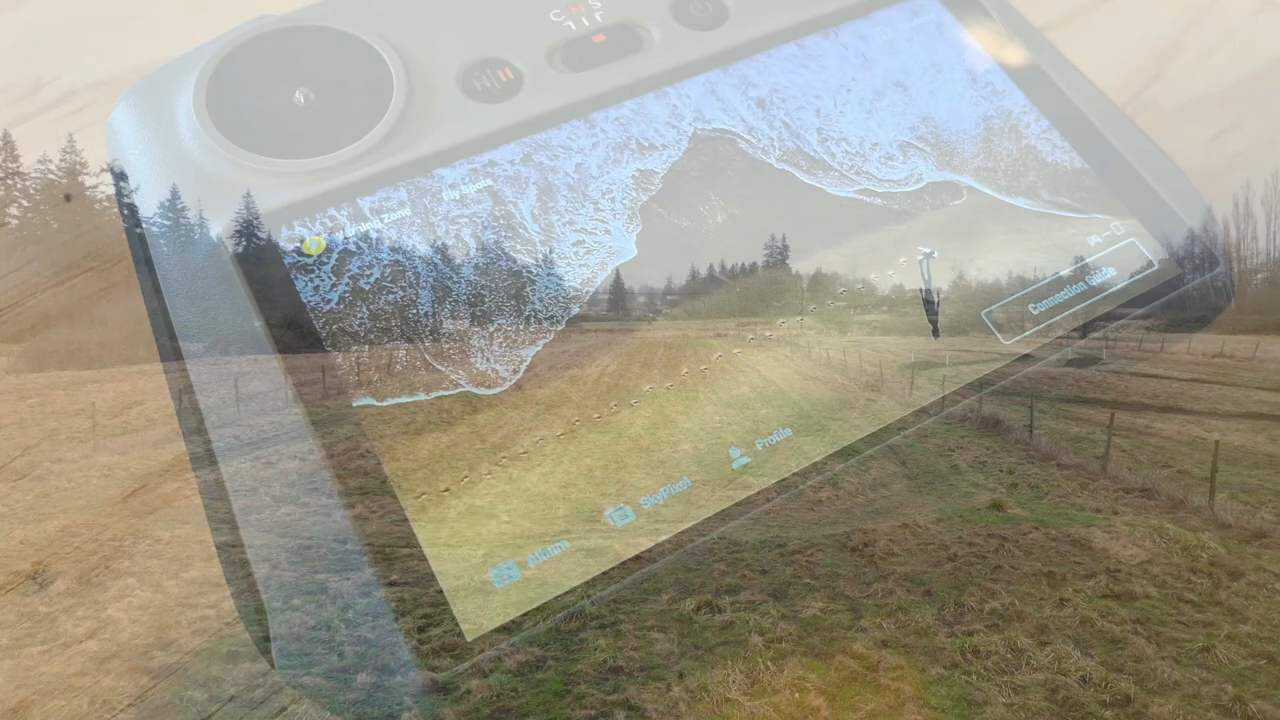 C N S
Fly Spots
Connection Guide
Profile
SkyPixel
Album